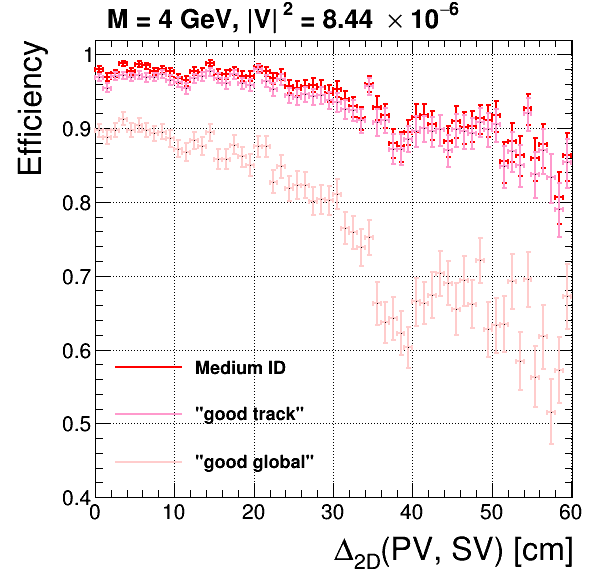 M = 4 GeV, |V|² = 8.44 × 10⁻⁶
Efficiency
1
0.9
0.8
0.7
0.6
0.5
0.4
Medium ID
"good track"
"good global"
0 10 20 30 40 50 60
Δ2D(PV, SV) [cm]